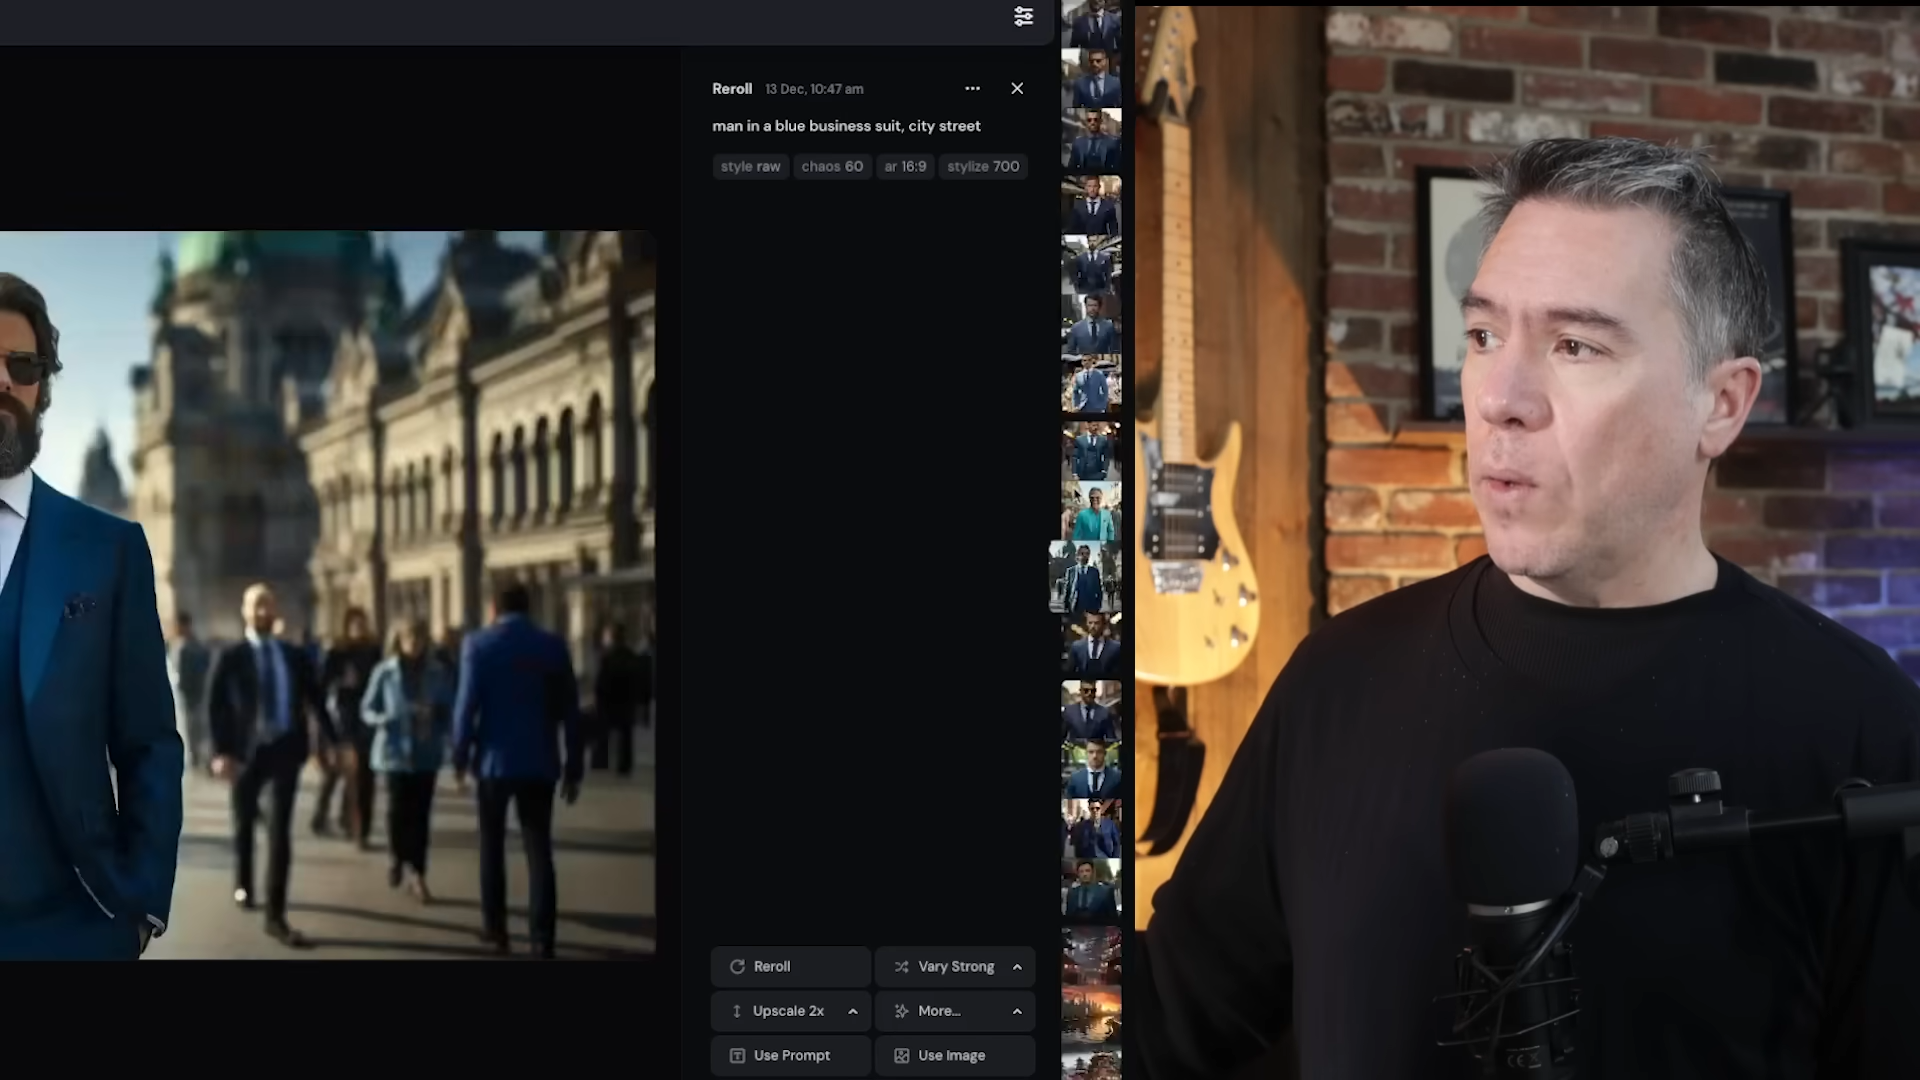 Reroll 13 Dec, 10:47 am
man in a blue business suit, city street
style raw chaos 60 ar 16:9 stylize 700
Reroll Vary Strong
Upscale 2x More...
Use Prompt Use Image
CE